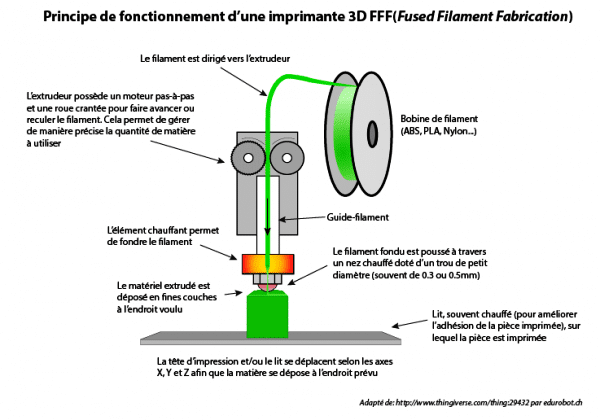 Principe de fonctionnement d'une imprimante 3D FFF(Fused Filament Fabrication)
Le filament est dirigé vers l'extrudeur
L'extrudeur possède un moteur pas-à-pas
et une roue crantée pour faire avancer ou
reculer le filament. Cela permet de gérer
de manière précise la quantité de matière
à utiliser
Bobine de filament
(ABS, PLA, Nylon...)
Guide-filament
L'élément chauffant permet
de fondre le filament
Le filament fondu est poussé à travers
un nez chauffé doté d'un trou de petit
diamètre (souvent de 0.3 ou 0.5mm)
Le matériel extrudé est
déposé en fines couches
à l'endroit voulu
Lit, souvent chauffé (pour améliorer
l'adhésion de la pièce imprimée), sur
lequel la pièce est imprimée
La tête d'impression et/ou le lit se déplacent selon les axes
X, Y et Z afin que la matière se dépose à l'endroit prévu
Adapté de: http://www.thingiverse.com/thing:29432 par edurobot.ch